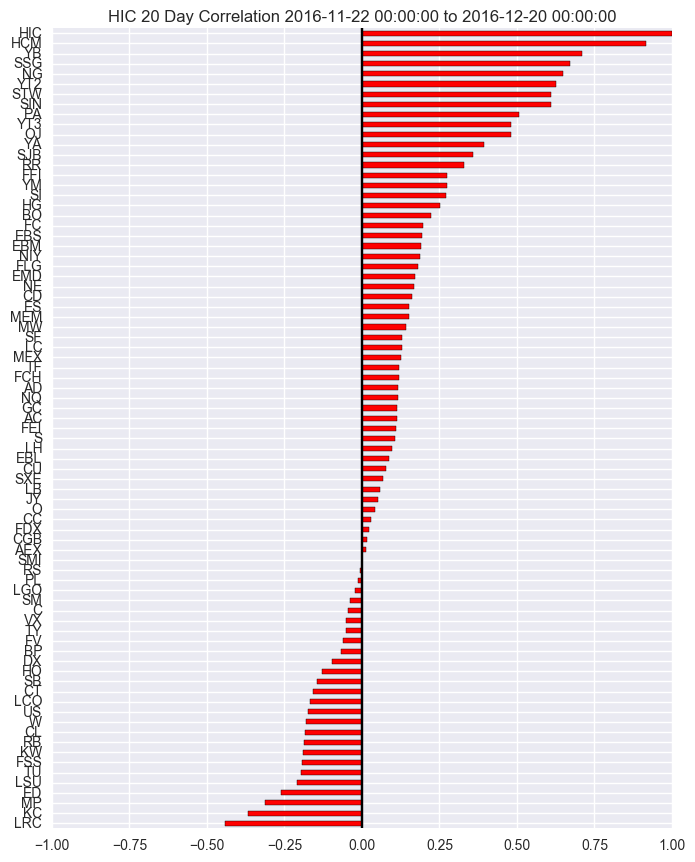 HIC 20 Day Correlation 2016-11-22 00:00:00 to 2016-12-20 00:00:00
HIC
HCM
YB
SSG
NG
YT2
STW
SIN
PA
YT3
OJ
YA
SJB
RR
YM
SI
HG
BO
FC
EBS
EBM
NIY
FLG
EMD
NE
CD
ES
MEM
MW
SF
LC
MEX
TF
FCH
AD
NQ
GC
AC
FEI
S
LH
EBL
CU
SXE
LB
JY
O
CC
FDX
CGB
AEX
SMI
RS
PL
LGO
SM
C
VX
TY
FV
BP
DX
HO
SB
CT
LCO
US
W
CL
RB
KW
FSS
TU
LSU
ED
MP
KC
LRC
−1.00 −0.75 −0.50 −0.25 0.00 0.25 0.50 0.75 1.00